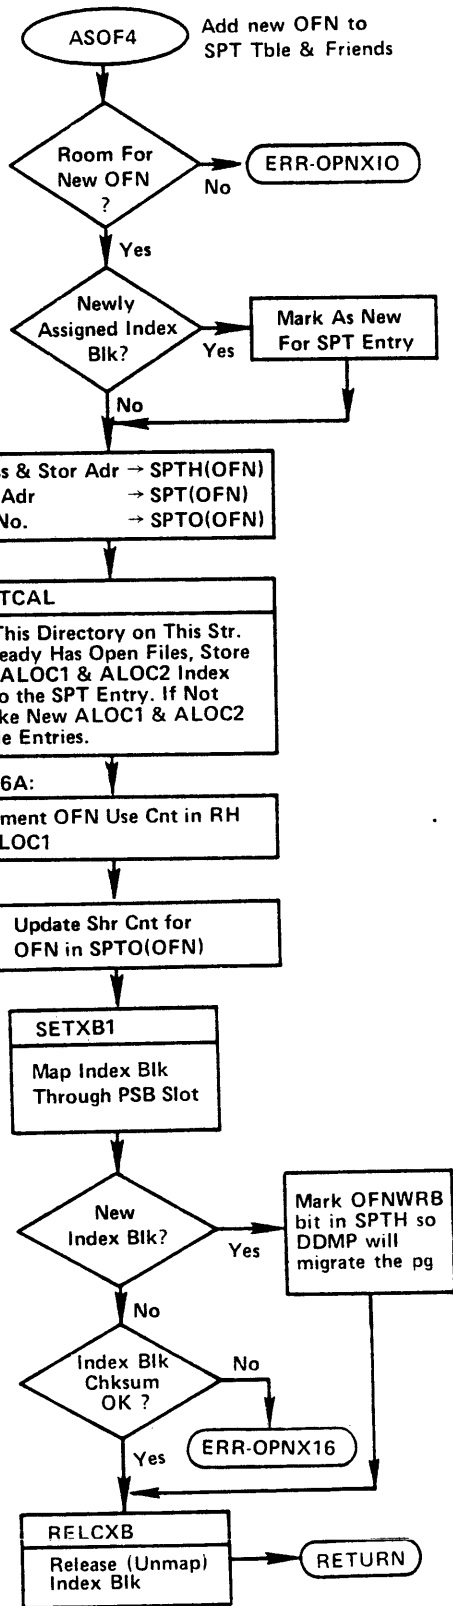 ASOF4
Add new OFN to
SPT Tble & Friends
Room For
New OFN
?
No
ERR-OPNXIO
Yes
Newly
Assigned Index
Blk?
Yes
Mark As New
For SPT Entry
No
s & Stor Adr → SPTH(OFN)
Adr → SPT(OFN)
No. → SPTO(OFN)
TCAL
This Directory on This Str.
eady Has Open Files, Store
ALOC1 & ALOC2 Index
o the SPT Entry. If Not
ke New ALOC1 & ALOC2
e Entries.
6A:
ment OFN Use Cnt in RH
LOC1
Update Shr Cnt for
OFN in SPTO(OFN)
SETXB1
Map Index Blk
Through PSB Slot
New
Index Blk?
Yes
Mark OFNWRB
bit in SPTH so
DDMP will
migrate the pg
No
Index Blk
Chksum
OK ?
No
ERR-OPNX16
Yes
RELCXB
Release (Unmap)
Index Blk
RETURN